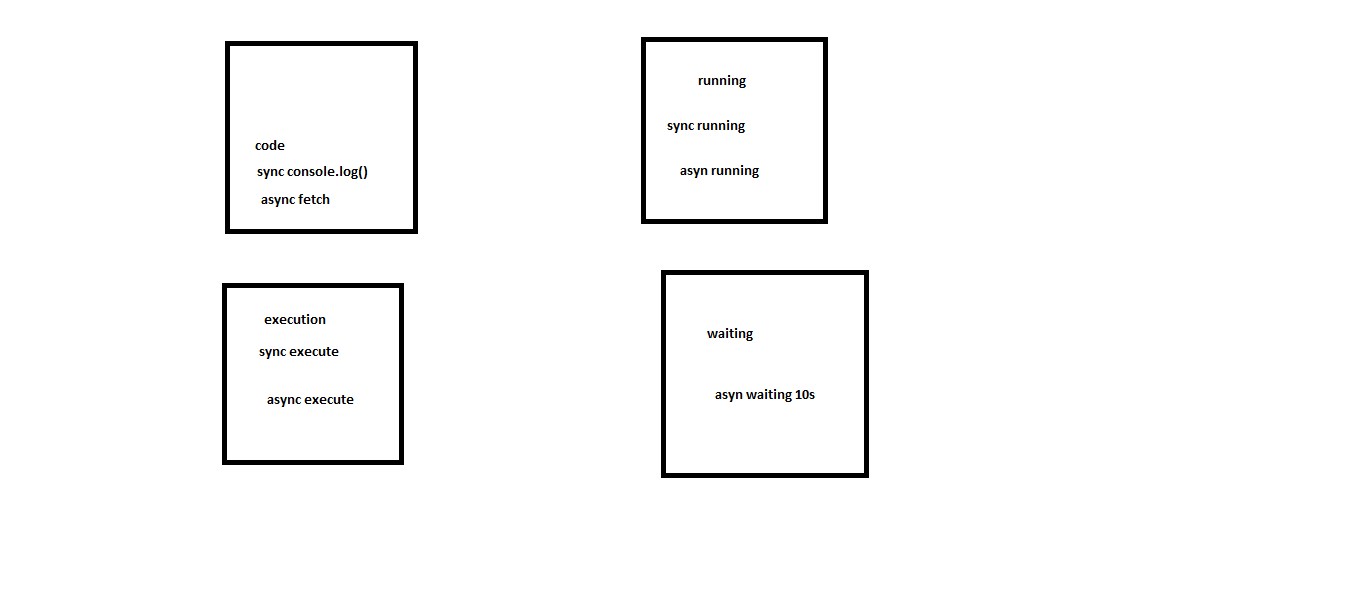 code
sync console.log()
async fetch
running
sync running
asyn running
execution
sync execute
async execute
waiting
asyn waiting 10s